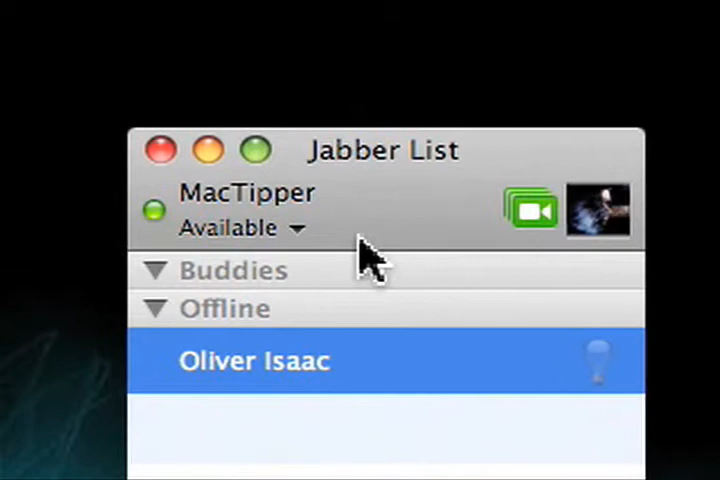 Jabber List
MacTipper
Available
Buddies
Offline
Oliver Isaac